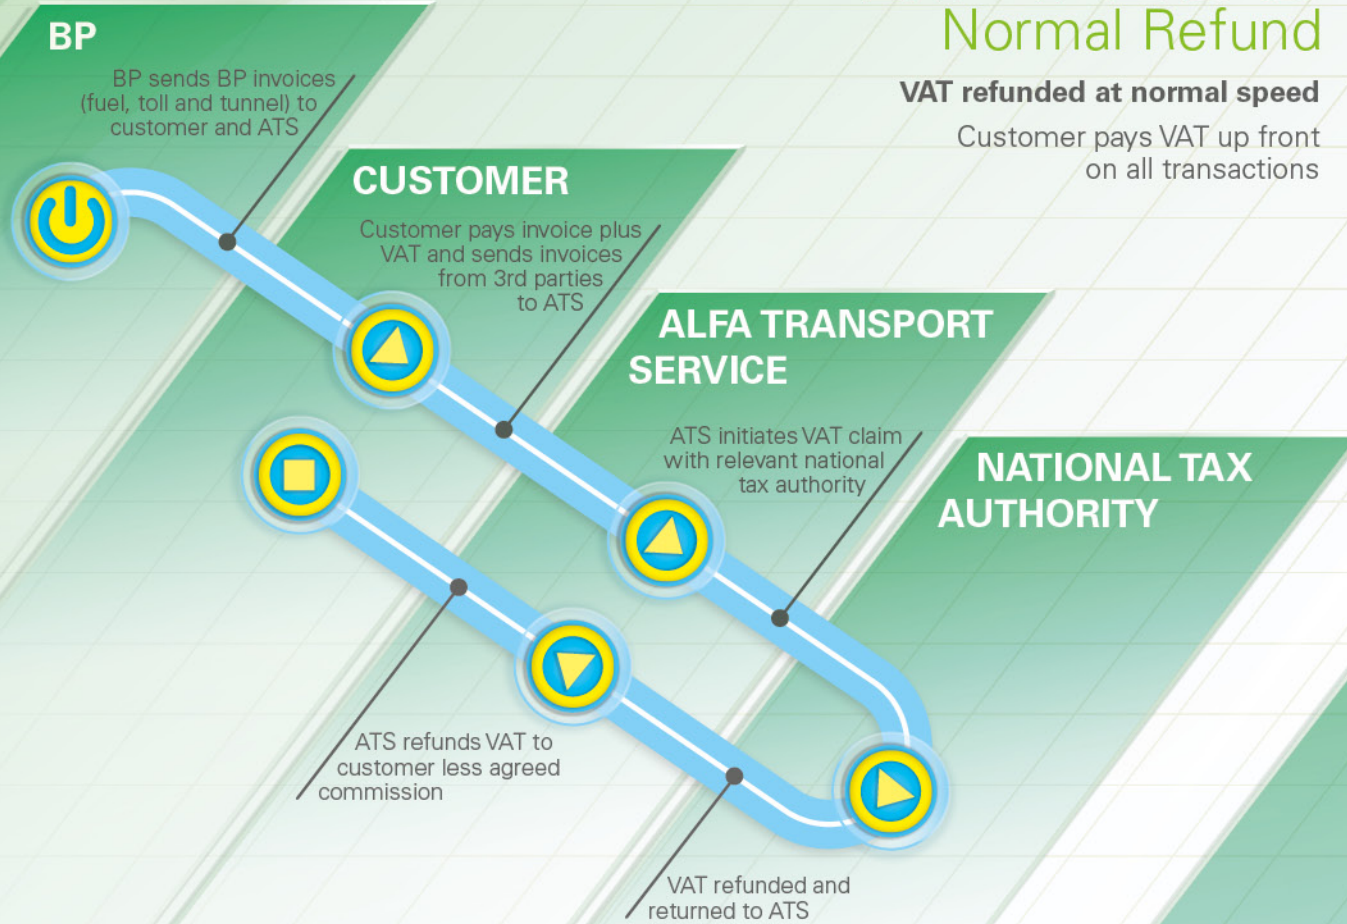 BP
BP sends BP invoices
(fuel, toll and tunnel) to
customer and ATS
Normal Refund
VAT refunded at normal speed
Customer pays VAT up front
on all transactions
CUSTOMER
Customer pays invoice plus
VAT and sends invoices
from 3rd parties
to ATS
ALFA TRANSPORT
SERVICE
ATS initiates VAT claim
with relevant national
tax authority
NATIONAL TAX
AUTHORITY
ATS refunds VAT to
customer less agreed
commission
VAT refunded and
returned to ATS